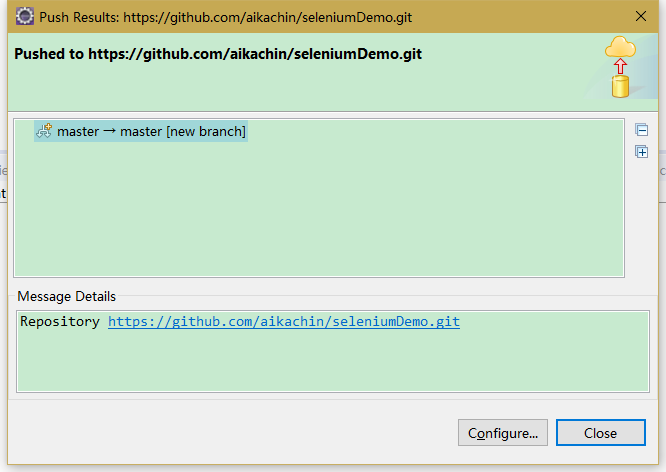 Push Results: https://github.com/aikachin/seleniumDemo.git
Pushed to https://github.com/aikachin/seleniumDemo.git
master → master [new branch]
Message Details
Repository https://github.com/aikachin/seleniumDemo.git
Configure...
Close